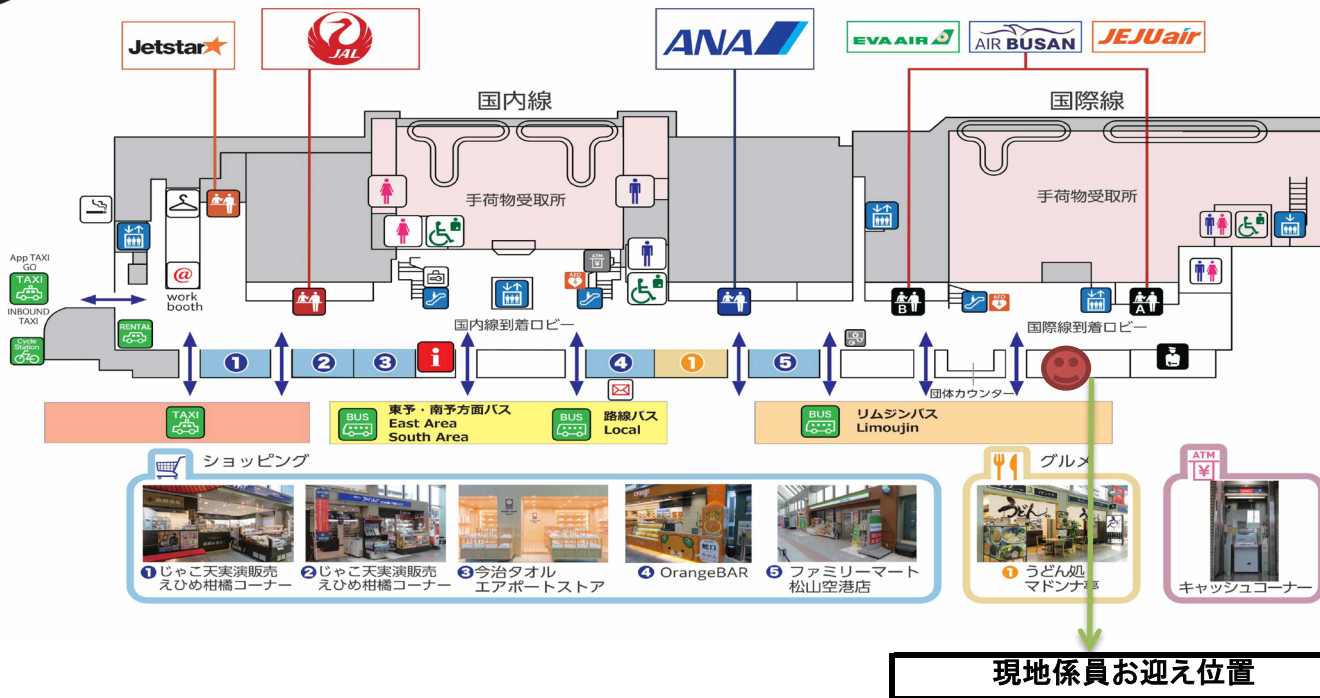 Jetstar
JAL
ANA
EVA AIR
AIR BUSAN
JEJUair
国内線
国際線
手荷物受取所
手荷物受取所
ATM
¥
AED
AED
App TAXI
GO
TAXI
INBOUND
TAXI
Cycle
Station
RENTAL
@
work
booth
B
A
国内線到着ロビー
国際線到着ロビー
1
2
3
i
4
1
5
団体カウンター
TAXI
BUS
東予・南予方面バス
East Area
South Area
BUS
路線バス
Local
BUS
リムジンバス
Limoujin
ショッピング
グルメ
ATM
¥
うどん
orange
1 じゃこ天実演販売
えひめ柑橘コーナー
2 じゃこ天実演販売
えひめ柑橘コーナー
3 今治タオル
エアポートストア
4 OrangeBAR
5 ファミリーマート
松山空港店
1 うどん処
マドンナ亭
キャッシュコーナー
現地係員お迎え位置